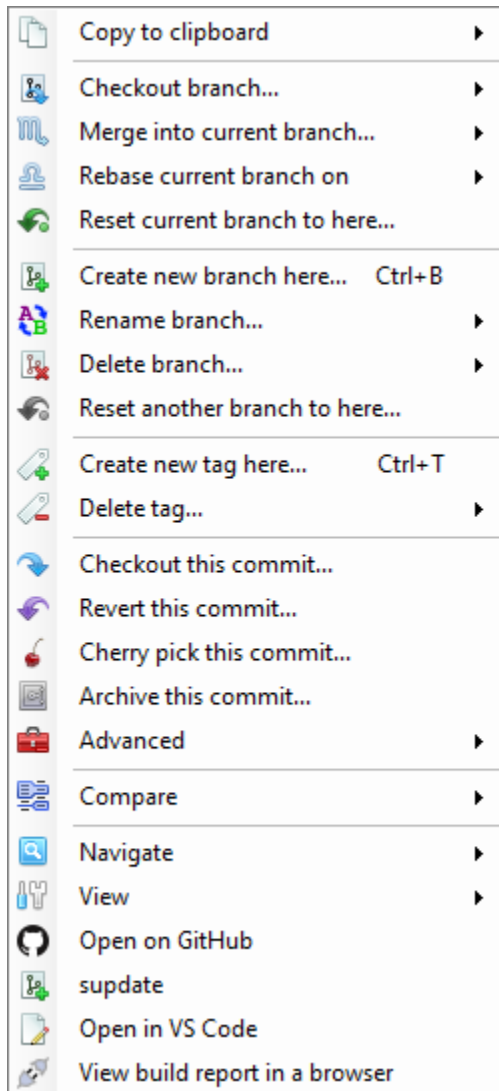 Copy to clipboard
Checkout branch...
Merge into current branch...
Rebase current branch on
Reset current branch to here...
Create new branch here... Ctrl+B
Rename branch...
Delete branch...
Reset another branch to here...
Create new tag here... Ctrl+T
Delete tag...
Checkout this commit...
Revert this commit...
Cherry pick this commit...
Archive this commit...
Advanced
Compare
Navigate
View
Open on GitHub
supdate
Open in VS Code
View build report in a browser